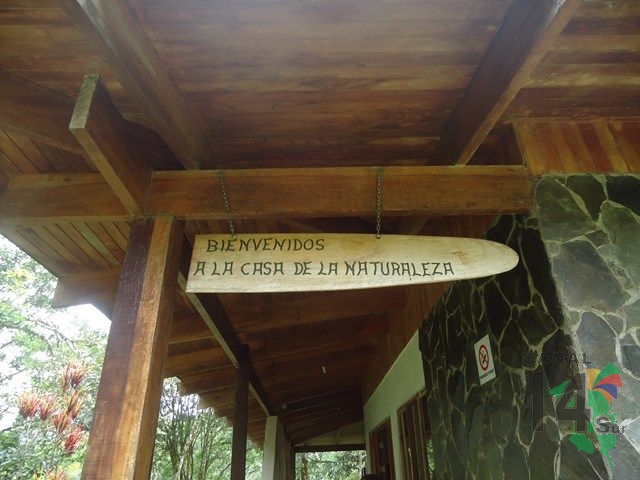 BIENVENIDOS
A LA CASA DE LA NATURALEZA